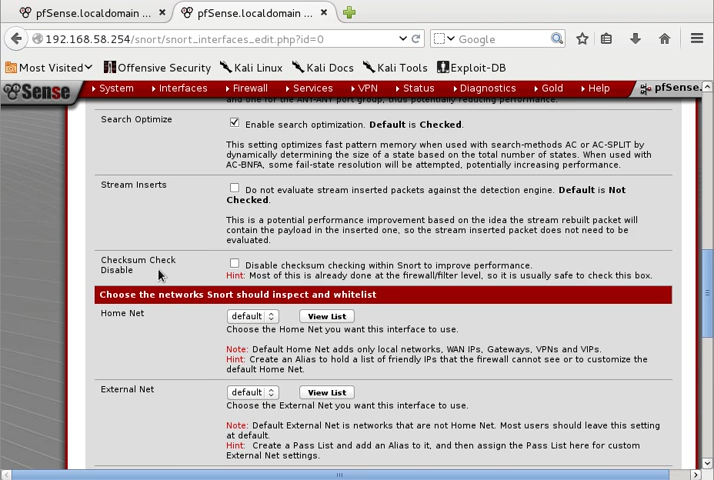 pfSense.localdomain ... × pfSense.localdomain ... ×
192.168.58.254/snort/snort_interfaces_edit.php?id=0 Google
Most Visited Offensive Security Kali Linux Kali Docs Kali Tools Exploit-DB
Sense System Interfaces Firewall Services VPN Status Diagnostics Gold Help pfSense.
and one for the ANY-ANY port group, thus potentially reducing performance.
Search Optimize
Enable search optimization. Default is Checked.
This setting optimizes fast pattern memory when used with search-methods AC or AC-SPLIT by
dynamically determining the size of a state based on the total number of states. When used with
AC-BNFA, some fail-state resolution will be attempted, potentially increasing performance.
Stream Inserts
Do not evaluate stream inserted packets against the detection engine. Default is Not
Checked.
This is a potential performance improvement based on the idea the stream rebuilt packet will
contain the payload in the inserted one, so the stream inserted packet does not need to be
evaluated.
Checksum Check
Disable
Disable checksum checking within Snort to improve performance.
Hint: Most of this is already done at the firewall/filter level, so it is usually safe to check this box.
Choose the networks Snort should inspect and whitelist
Home Net
default View List
Choose the Home Net you want this interface to use.
Note: Default Home Net adds only local networks, WAN IPs, Gateways, VPNs and VIPs.
Hint: Create an Alias to hold a list of friendly IPs that the firewall cannot see or to customize the
default Home Net.
External Net
default View List
Choose the External Net you want this interface to use.
Note: Default External Net is networks that are not Home Net. Most users should leave this setting
at default.
Hint: Create a Pass List and add an Alias to it, and then assign the Pass List here for custom
External Net settings.